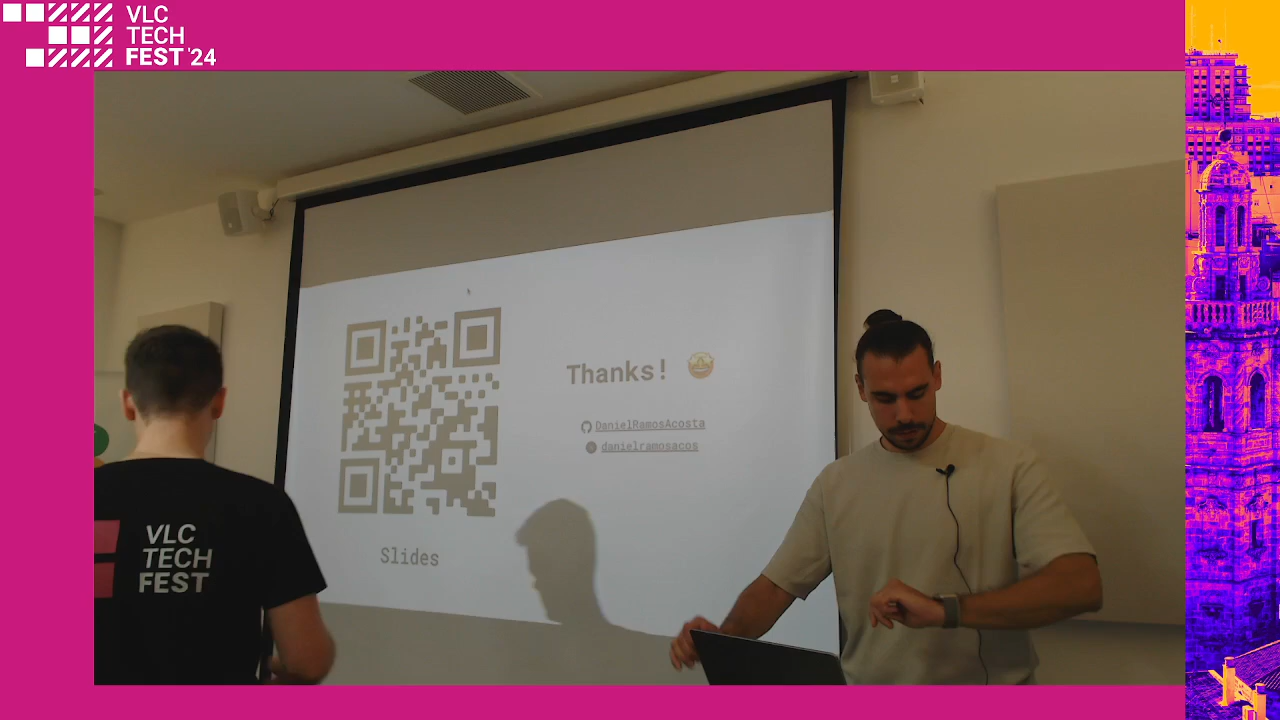 VLC
TECH
FEST '24
Thanks!
DanielRamosAcosta
danielramosacos
Slides
VLC
TECH
FEST